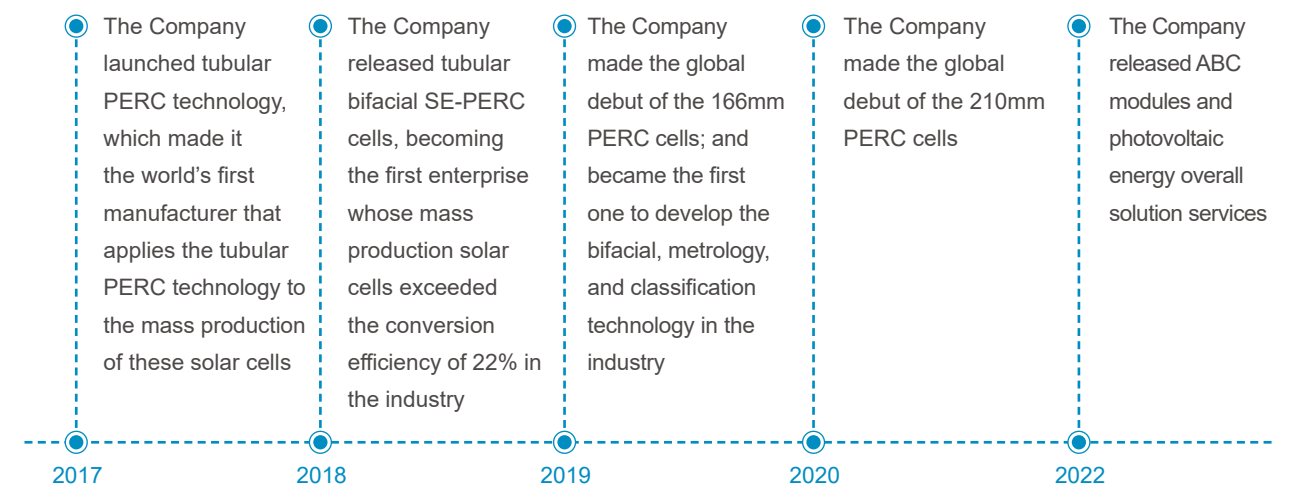 The Company
launched tubular
PERC technology,
which made it
the world's first
manufacturer that
applies the tubular
PERC technology to
the mass production
of these solar cells
The Company
released tubular
bifacial SE-PERC
cells, becoming
the first enterprise
whose mass
production solar
cells exceeded
the conversion
efficiency of 22% in
the industry
The Company
made the global
debut of the 166mm
PERC cells; and
became the first
one to develop the
bifacial, metrology,
and classification
technology in the
industry
The Company
made the global
debut of the 210mm
PERC cells
The Company
released ABC
modules and
photovoltaic
energy overall
solution services
2017
2018
2019
2020
2022